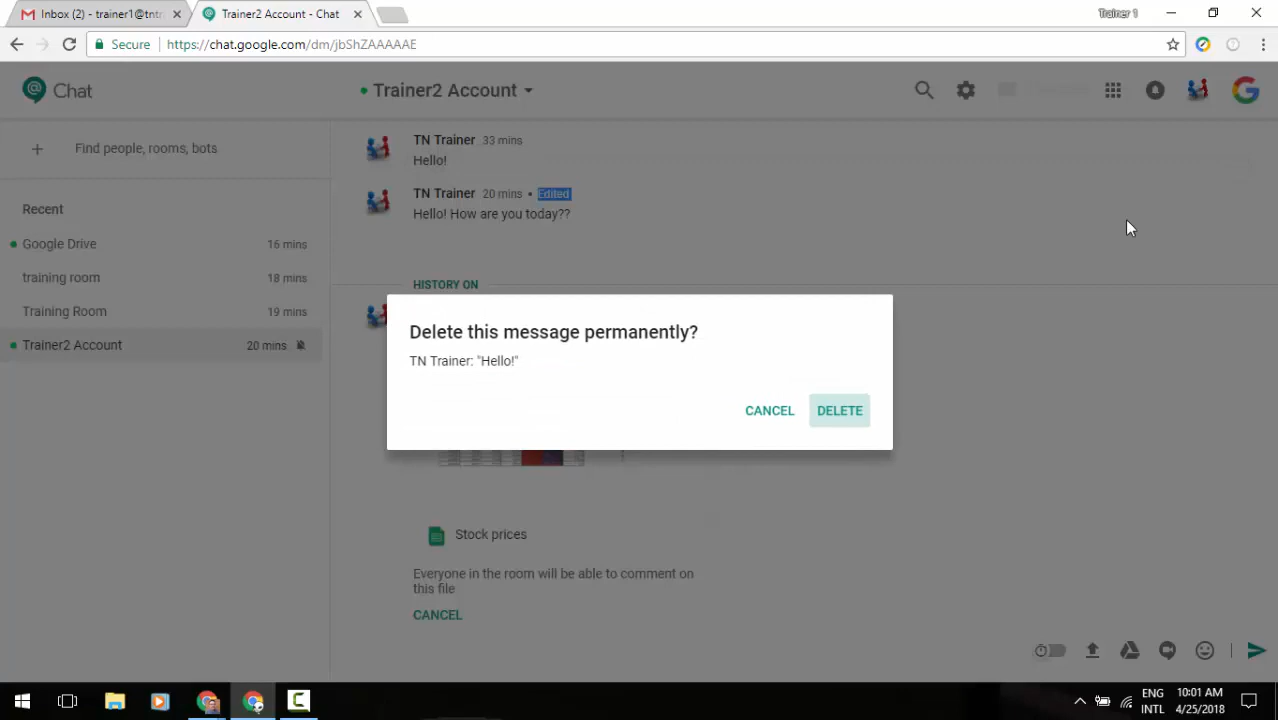 Inbox (2) - trainer1@tntr
Trainer2 Account - Chat
Trainer 1
Secure
https://chat.google.com/dm/jbShZAAAAAE
Chat
Trainer2 Account
Find people, rooms, bots
Recent
Google Drive 16 mins
training room 18 mins
Training Room 19 mins
Trainer2 Account 20 mins
TN Trainer 33 mins
Hello!
TN Trainer 20 mins • Edited
Hello! How are you today??
HISTORY ON
Delete this message permanently?
TN Trainer: "Hello!"
CANCEL DELETE
Stock prices
Everyone in the room will be able to comment on
this file
CANCEL
ENG
INTL
10:01 AM
4/25/2018